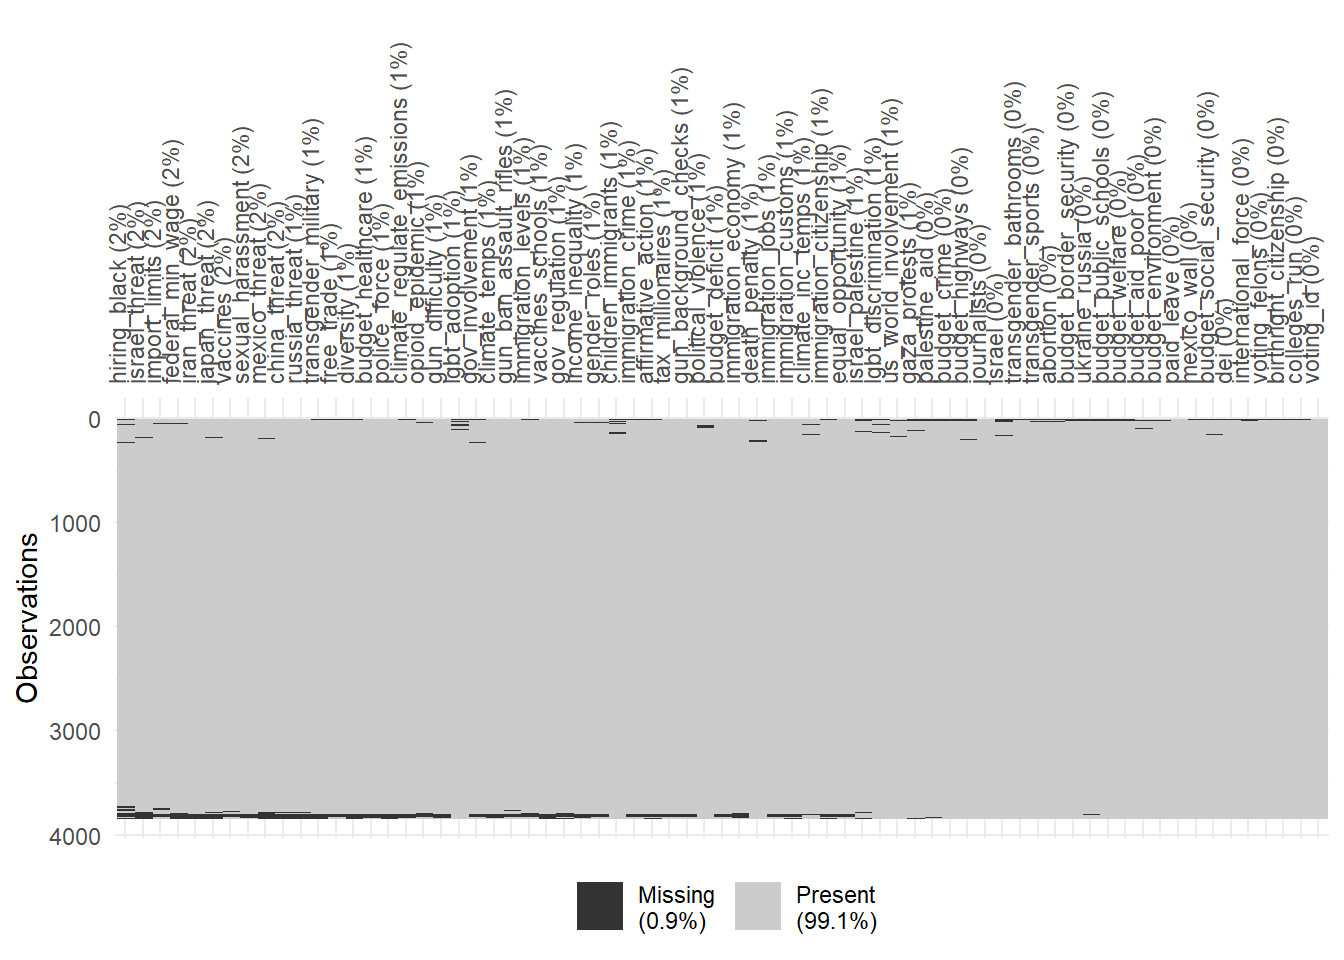 hiring_black (2%)
israel_threat (2%)
import_limits (2%)
federal_min_wage (2%)
iran_threat (2%)
japan_threat (2%)
vaccines (2%)
sexual_harassment (2%)
mexico_threat (2%)
china_threat (2%)
russia_threat (1%)
transgender_military (1%)
free_trade (1%)
diversity (1%)
budget_healthcare (1%)
police_force (1%)
climate_regulate_emissions (1%)
opioid_epidemic (1%)
gun_difficulty (1%)
lgbt_adoption (1%)
gov_involvement (1%)
climate_temps (1%)
gun_ban_assault_rifles (1%)
immigration_levels (1%)
vaccines_schools (1%)
gov_regulation (1%)
income_inequality (1%)
gender_roles (1%)
children_immigrants (1%)
immigration_crime (1%)
affirmative_action (1%)
tax_millionaires (1%)
gun_background_checks (1%)
political_violence (1%)
budget_deficit (1%)
immigration_economy (1%)
death_penalty (1%)
immigration_jobs (1%)
immigration_customs (1%)
climate_inc_temps (1%)
immigration_citizenship (1%)
equal_opportunity (1%)
israel_palestine (1%)
lgbt_discrimination (1%)
us_world_involvement (1%)
gaza_protests (1%)
palestine_aid (0%)
budget_crime (0%)
budget_highways (0%)
journalists (0%)
israel (0%)
transgender_bathrooms (0%)
transgender_sports (0%)
abortion (0%)
budget_border_security (0%)
ukraine_russia (0%)
budget_public_schools (0%)
budget_welfare (0%)
budget_aid_poor (0%)
budget_environment (0%)
paid_leave (0%)
mexico_wall (0%)
budget_social_security (0%)
dei (0%)
international_force (0%)
voting_felons (0%)
birthright_citizenship (0%)
colleges_run (0%)
voting_id (0%)
Observations
0
1000
2000
3000
4000
Missing
(0.9%)
Present
(99.1%)